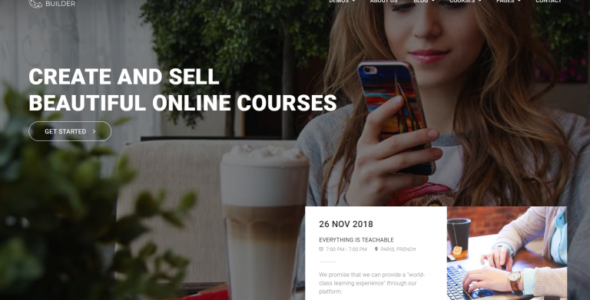 BUILDER
DEMOS ABOUT US BLOG COURSES PAGES CONTACT
CREATE AND SELL
BEAUTIFUL ONLINE COURSES
GET STARTED >
26 NOV 2018
EVERYTHING IS TEACHABLE
7:00 PM - 7:00 PM PARIS, FRENCH
We promise that we can provide a "world-
class learning experience" through our
platform.